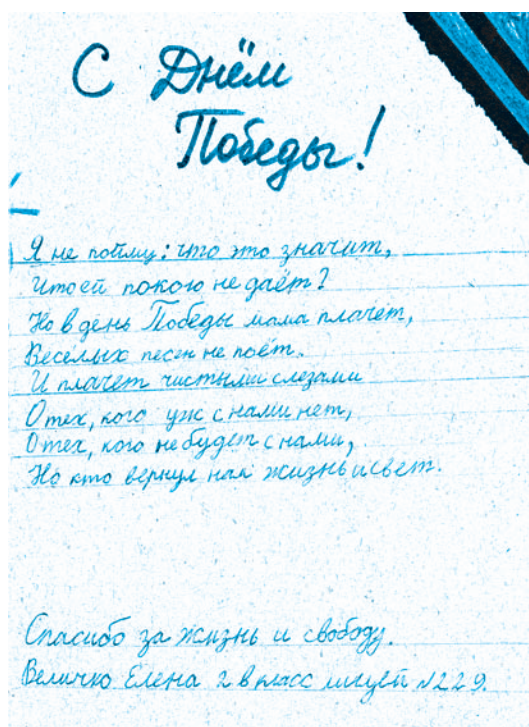 С Днём
Победы!
Я не пойму: что это значит,
Что ей покою не даёт?
Но в день Победы мама плачет,
Веселых песен не поёт.
И плачет чистыми слезами
О тех, кого уж с нами нет,
О тех, кого не будет с нами,
Но кто вернул нам жизнь и свет.
Спасибо за жизнь и свободу.
Величко Елена 2 в класс лицей №229.